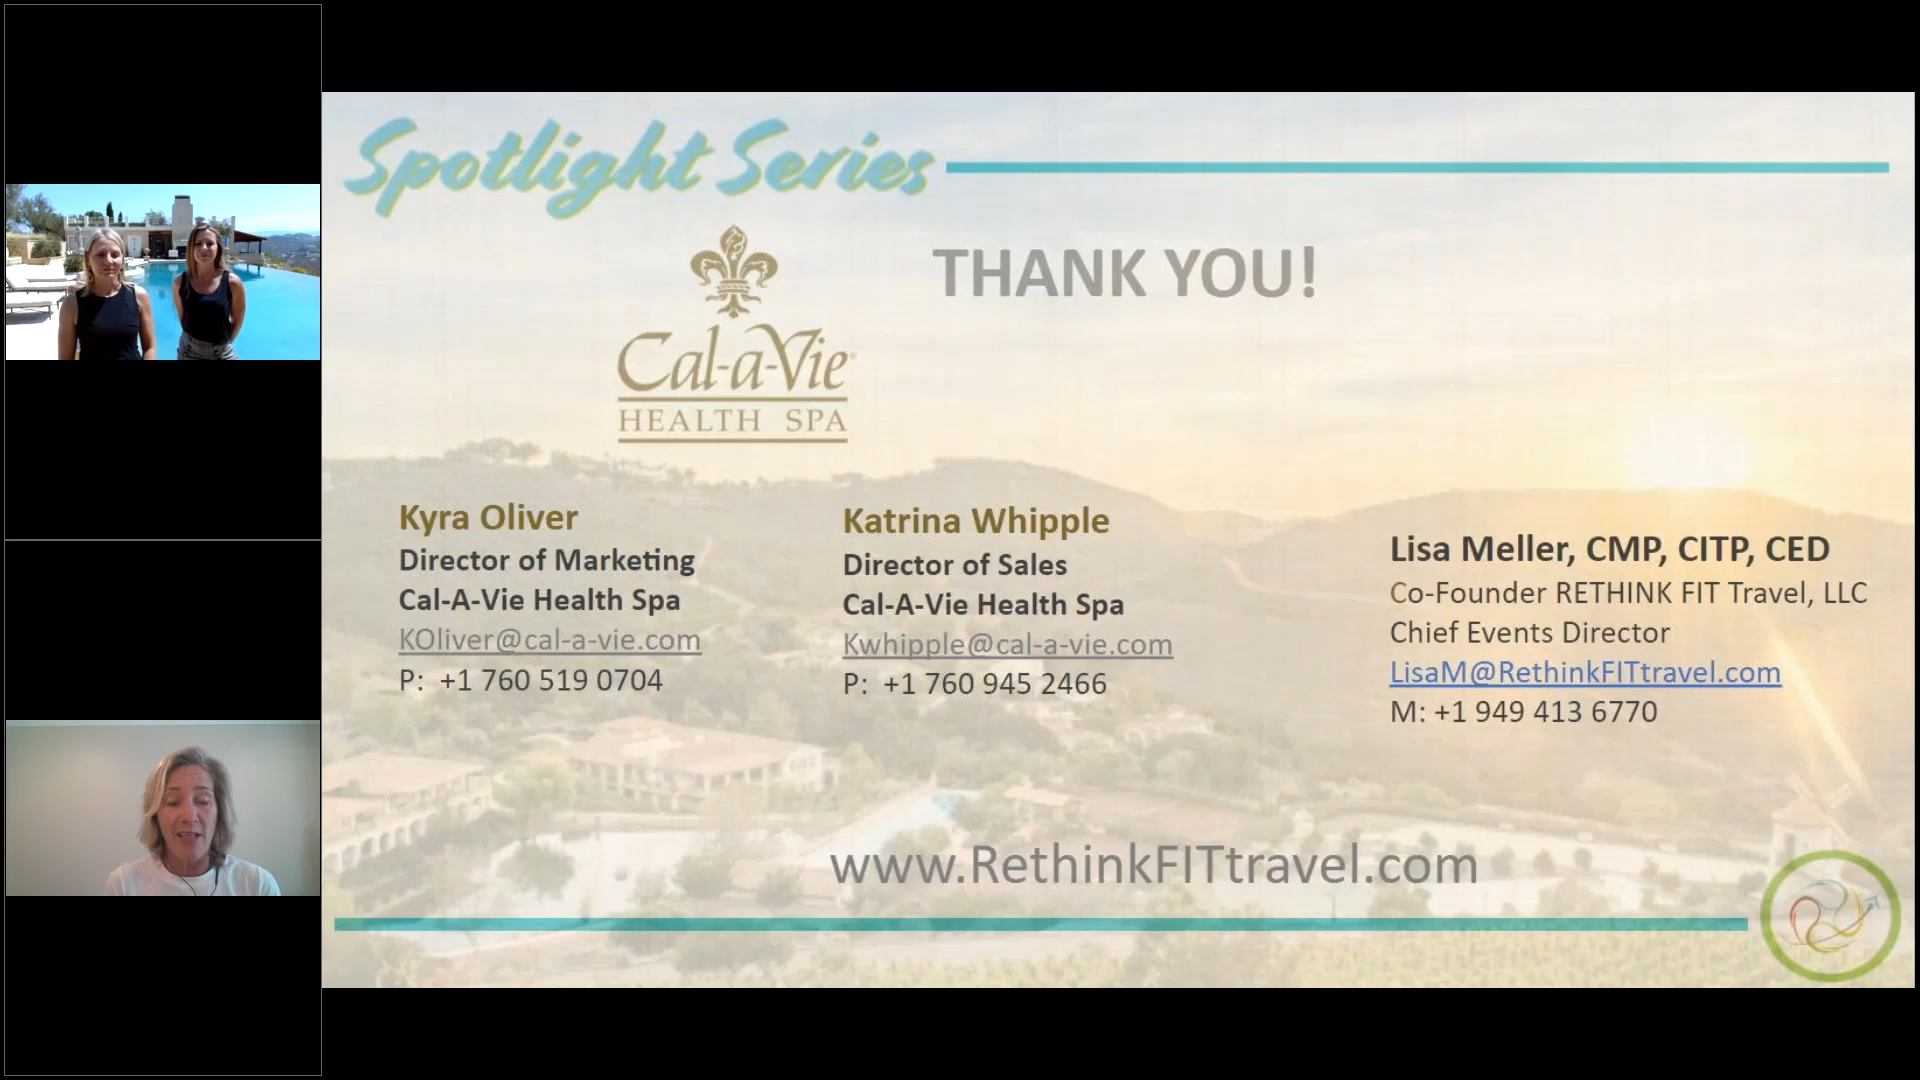 Spotlight Series
THANK YOU!
Cal-a-Vie®
HEALTH SPA
Kyra Oliver
Director of Marketing
Cal-A-Vie Health Spa
KOliver@cal-a-vie.com
P: +1 760 519 0704
Katrina Whipple
Director of Sales
Cal-A-Vie Health Spa
Kwhipple@cal-a-vie.com
P: +1 760 945 2466
Lisa Meller, CMP, CITP, CED
Co-Founder RETHINK FIT Travel, LLC
Chief Events Director
LisaM@RethinkFITtravel.com
M: +1 949 413 6770
www.RethinkFITtravel.com